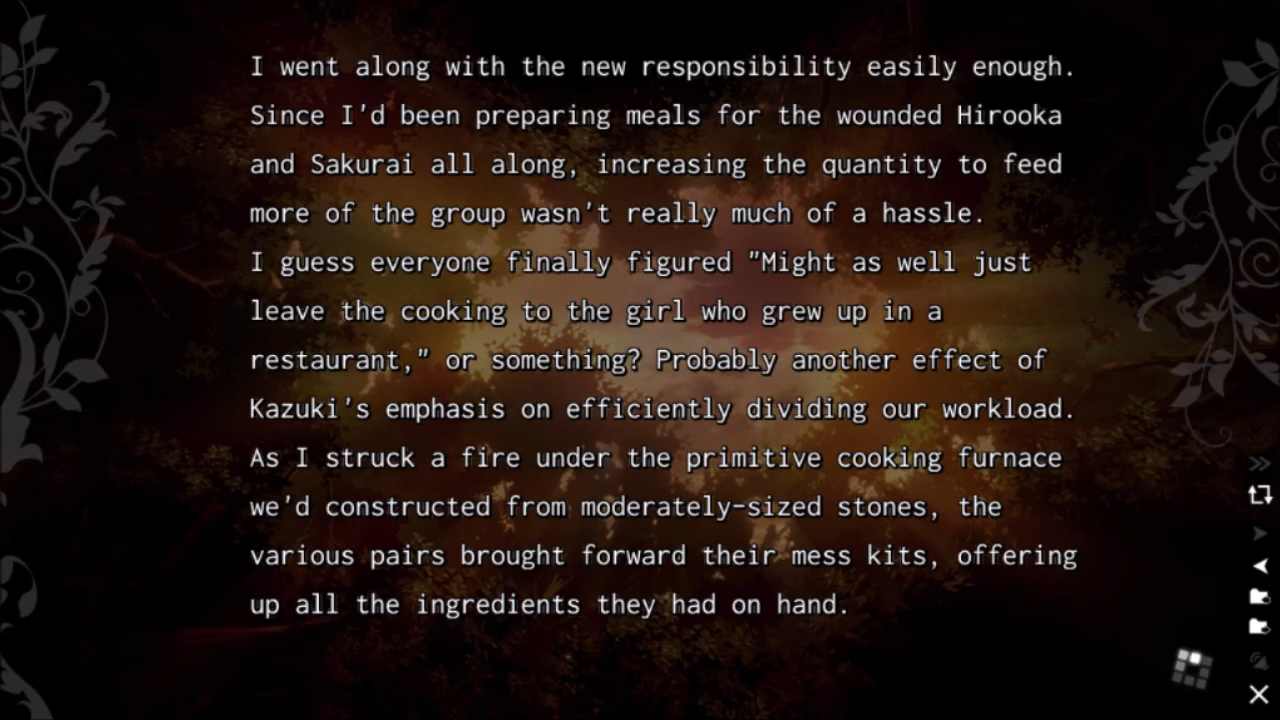 I went along with the new responsibility easily enough.
Since I'd been preparing meals for the wounded Hirooka
and Sakurai all along, increasing the quantity to feed
more of the group wasn't really much of a hassle.
I guess everyone finally figured "Might as well just
leave the cooking to the girl who grew up in a
restaurant," or something? Probably another effect of
Kazuki's emphasis on efficiently dividing our workload.
As I struck a fire under the primitive cooking furnace
we'd constructed from moderately-sized stones, the
various pairs brought forward their mess kits, offering
up all the ingredients they had on hand.